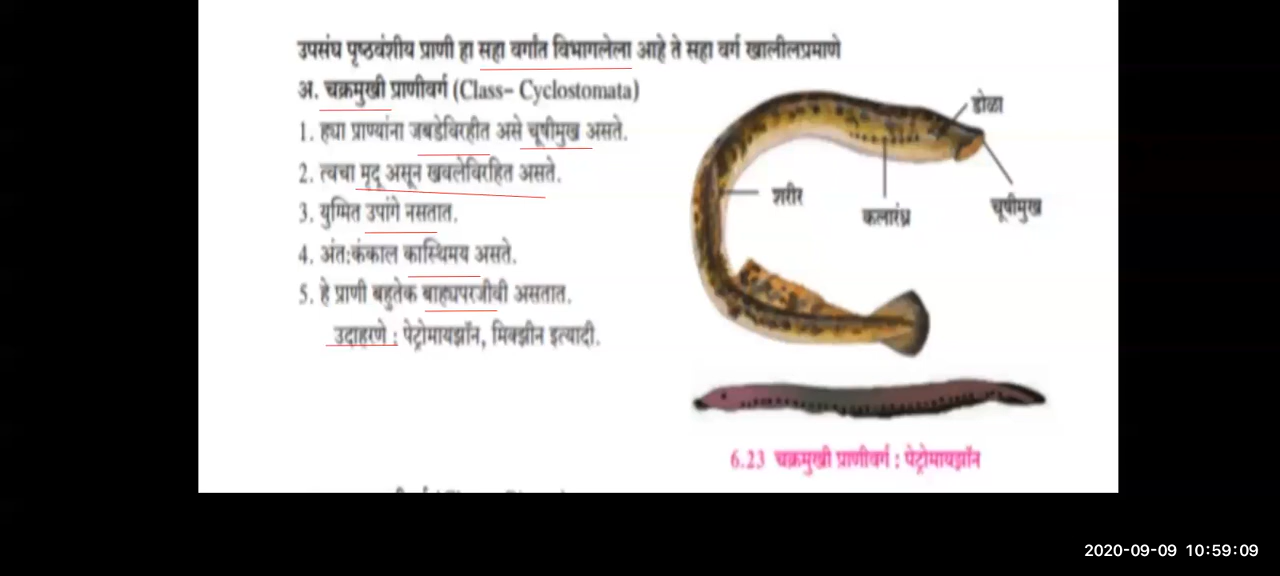 उपसंघ पृष्ठवंशीय प्राणी हा सहा वर्गांत विभागलेला आहे ते सहा वर्ग खालीलप्रमाणे
अ. चक्रमुखी प्राणीवर्ग (Class- Cyclostomata)
1. ह्या प्राण्यांना जबडेविरहीत असे चूषीमुख असते.
2. त्वचा मृदू असून खवलेविरहित असते.
3. युग्मित उपांगे नसतात.
4. अंत:कंकाल कास्थिमय असते.
5. हे प्राणी बहुतेक बाह्यपरजीवी असतात.
उदाहरणे : पेट्रोमायझॉन, मिक्झीन इत्यादी.
डोळा
शरीर
कलारंध्र
चूषीमुख
6.23 चक्रमुखी प्राणीवर्ग : पेट्रोमायझॉन
2020-09-09 10:59:09